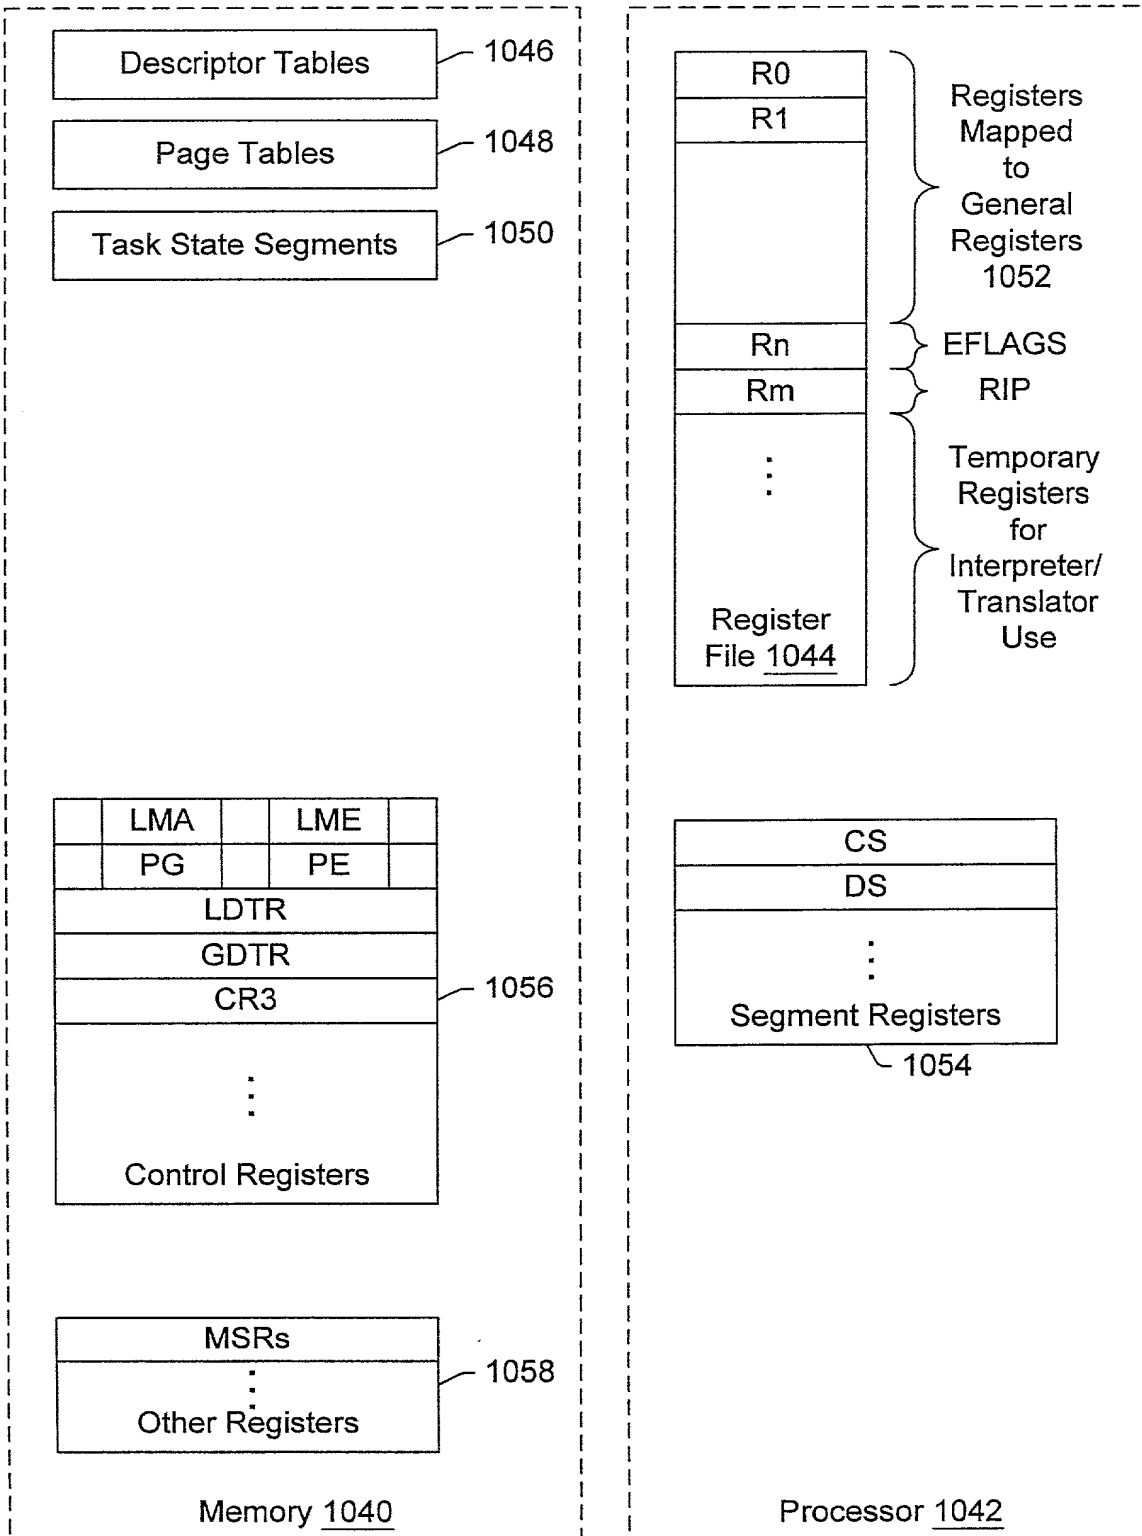 Descriptor Tables
1046
Page Tables
1048
Task State Segments
1050
LMA
LME
PG
PE
LDTR
GDTR
CR3
1056
Control Registers
MSRs
1058
Other Registers
Memory 1040
R0
R1
Registers
Mapped
to
General
Registers
1052
Rn
EFLAGS
Rm
RIP
Temporary
Registers
for
Interpreter/
Translator
Use
Register
File 1044
CS
DS
Segment Registers
1054
Processor 1042